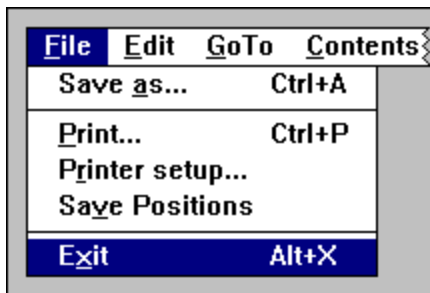 File Edit GoTo Contents
Save as... Ctrl+A
Print... Ctrl+P
Printer setup...
Save Positions
Exit Alt+X